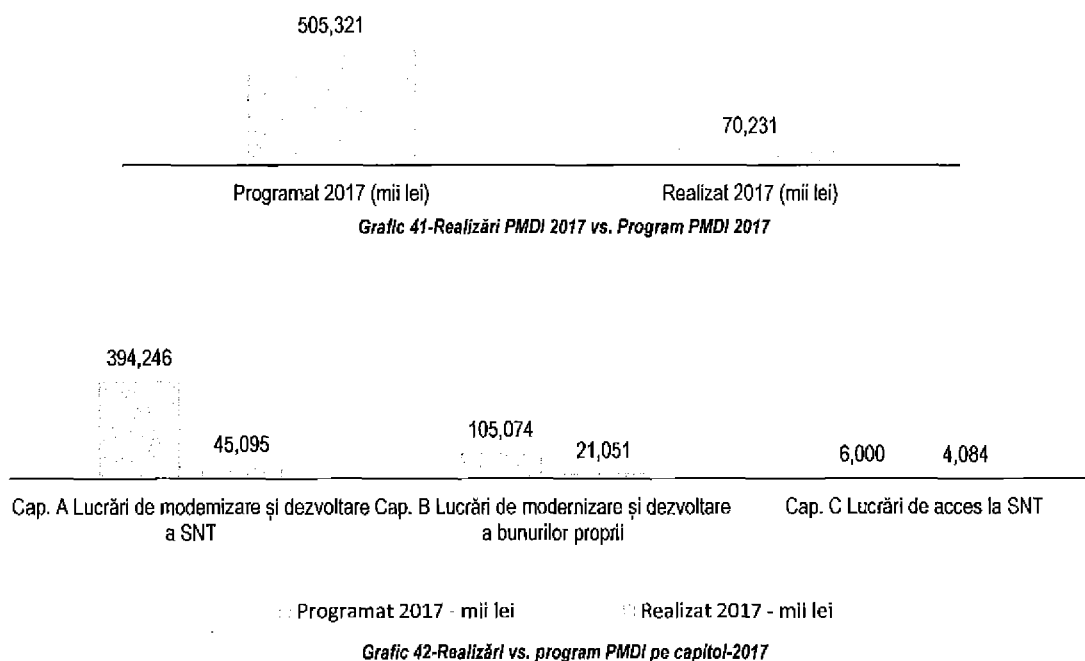 505,321
70,231
Programat 2017 (mii lei)
Realizat 2017 (mii lei)
Grafic 41-Realizări PMDI 2017 vs. Program PMDI 2017
394,246
45,095
105,074
21,051
6,000
4,084
Cap. A Lucrări de modernizare și dezvoltare
a SNT
Cap. B Lucrări de modernizare și dezvoltare
a bunurilor proprii
Cap. C Lucrări de acces la SNT
Programat 2017 - mii lei
Realizat 2017 - mii lei
Grafic 42-Realizări vs. program PMDI pe capitol-2017